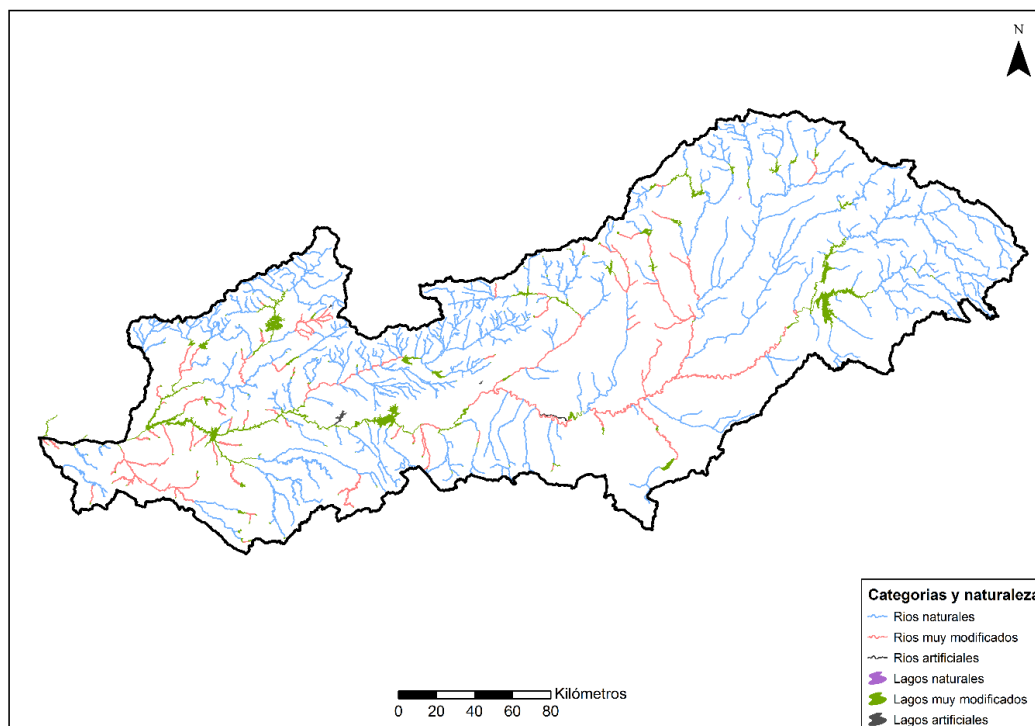 N
Categorias y naturaleza
Rios naturales
Rios muy modificados
Rios artificiales
Lagos naturales
Lagos muy modificados
Lagos artificiales
Kilómetros
0 20 40 60 80